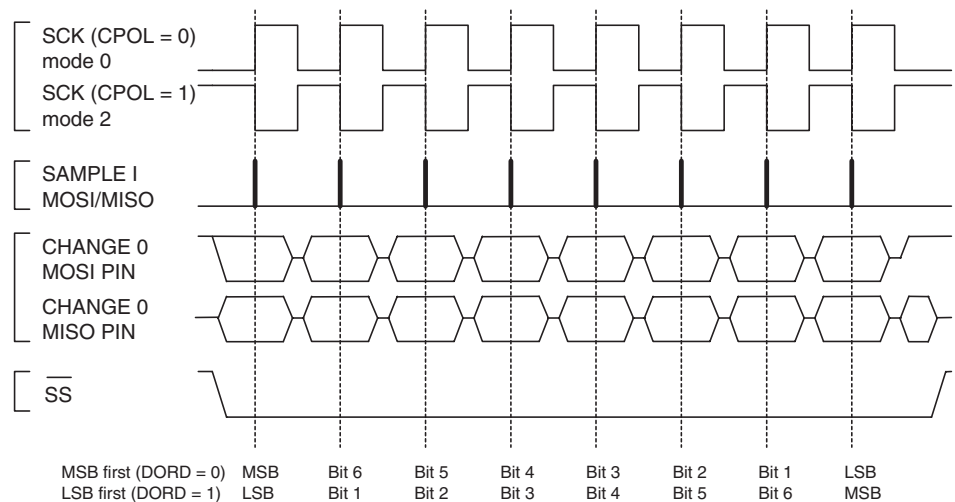 SCK (CPOL = 0)
mode 0
SCK (CPOL = 1)
mode 2
SAMPLE I
MOSI/MISO
CHANGE 0
MOSI PIN
CHANGE 0
MISO PIN
SS
MSB first (DORD = 0) MSB Bit 6 Bit 5 Bit 4 Bit 3 Bit 2 Bit 1 LSB
LSB first (DORD = 1) LSB Bit 1 Bit 2 Bit 3 Bit 4 Bit 5 Bit 6 MSB